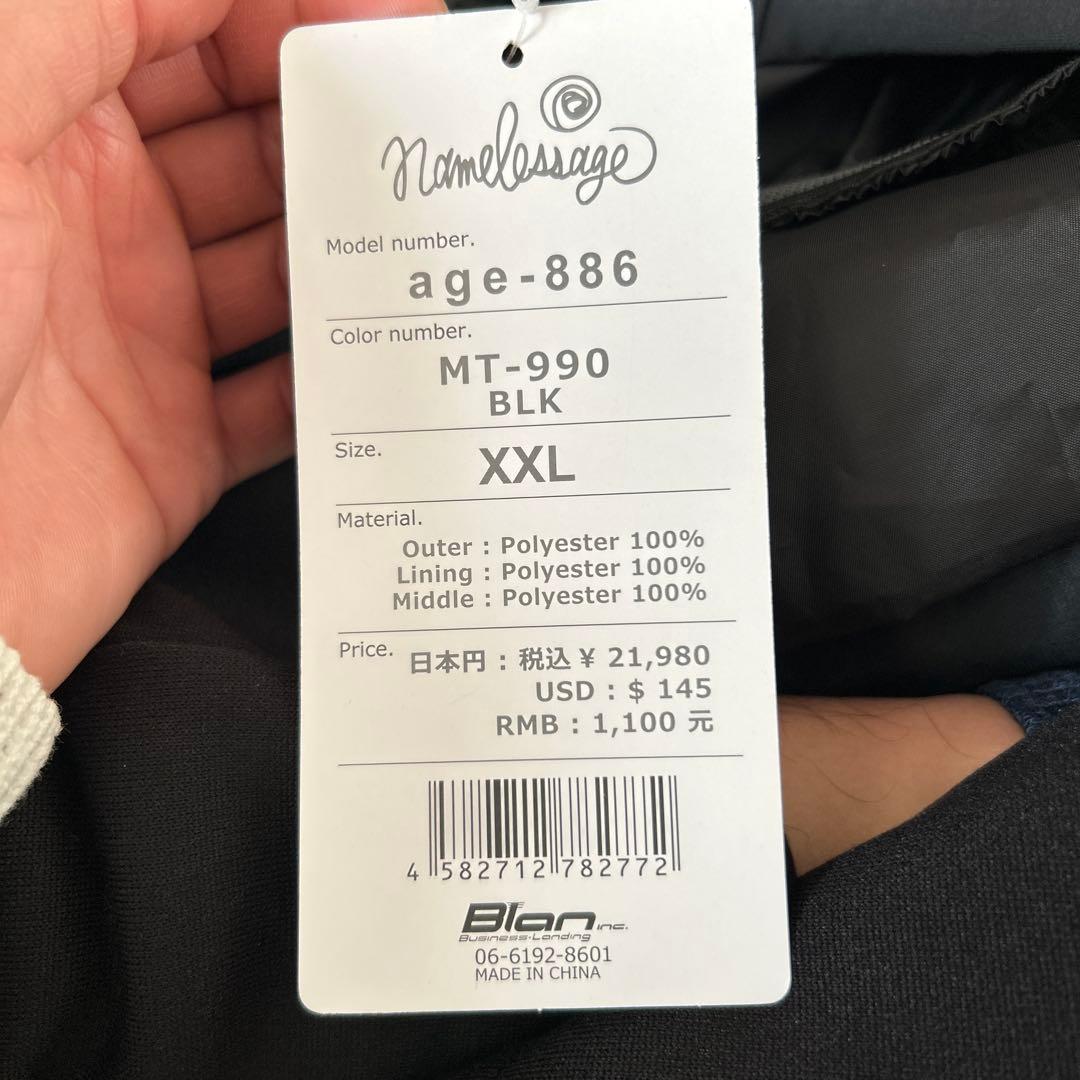 namelessage
Model number.
age-886
Color number.
MT-990
BLK
Size.
XXL
Material.
Outer : Polyester 100%
Lining : Polyester 100%
Middle : Polyester 100%
Price.
日本円 : 税込 ¥ 21,980
USD : $ 145
RMB : 1,100 元
4 582712 782772
Blan inc.
Business-Landing
06-6192-8601
MADE IN CHINA